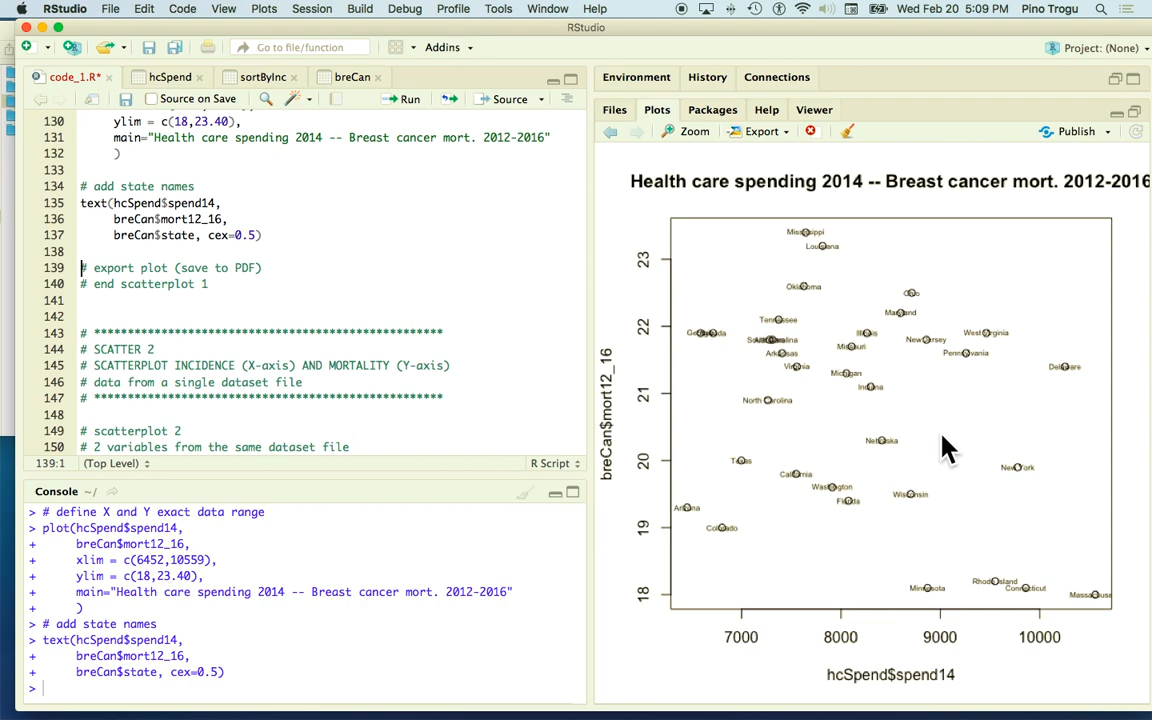 RStudio File Edit Code View Plots Session Build Debug Profile Tools Window Help Wed Feb 20 5:09 PM Pino Trogu
RStudio
Go to file/function Addins Project: (None)
code_1.R* hcSpend sortByInc breCan
Source on Save Run Source
130 ylim = c(18,23.40),
131 main="Health care spending 2014 -- Breast cancer mort. 2012-2016"
132 )
133
134 # add state names
135 text(hcSpend$spend14,
136 breCan$mort12_16,
137 breCan$state, cex=0.5)
138
139 # export plot (save to PDF)
140 # end scatterplot 1
141
142
143 # *****************************************************
144 # SCATTER 2
145 # SCATTERPLOT INCIDENCE (X-axis) AND MORTALITY (Y-axis)
146 # data from a single dataset file
147 # *****************************************************
148
149 # scatterplot 2
150 # 2 variables from the same dataset file
139:1 (Top Level) R Script
Console ~/
> # define X and Y exact data range
> plot(hcSpend$spend14,
+ breCan$mort12_16,
+ xlim = c(6452,10559),
+ ylim = c(18,23.40),
+ main="Health care spending 2014 -- Breast cancer mort. 2012-2016"
+ )
> # add state names
> text(hcSpend$spend14,
+ breCan$mort12_16,
+ breCan$state, cex=0.5)
>
Environment History Connections
Files Plots Packages Help Viewer
Zoom Export Publish
Health care spending 2014 -- Breast cancer mort. 2012-2016
breCan$mort12_16
23
22
21
20
19
18
Mississippi
Louisiana
Oklahoma
Ohio
Maryland
Tennessee
Illinois
West Virginia
New Jersey
Missouri
Arkansas
Pennsylvania
Virginia
Delaware
Michigan
Indiana
North Carolina
Nebraska
Texas
New York
California
Washington
Wisconsin
Florida
Arizona
Colorado
Rhode Island
Minnesota
Connecticut
Massachuse
7000 8000 9000 10000
hcSpend$spend14